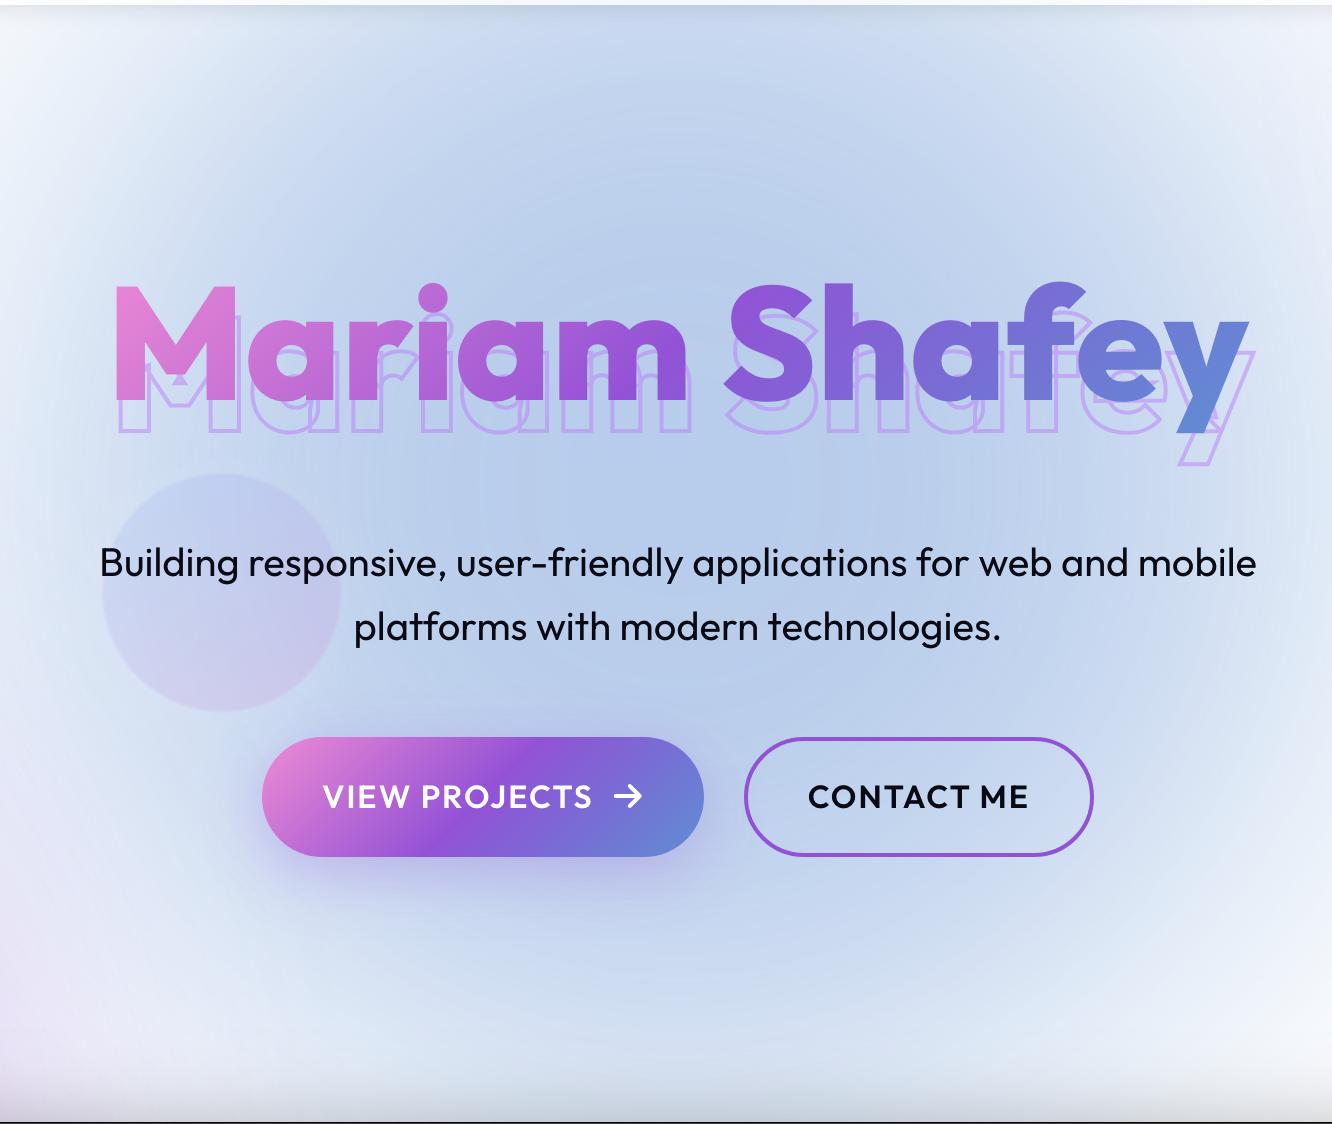 Mariam Shafey
Building responsive, user-friendly applications for web and mobile
platforms with modern technologies.
VIEW PROJECTS →
CONTACT ME